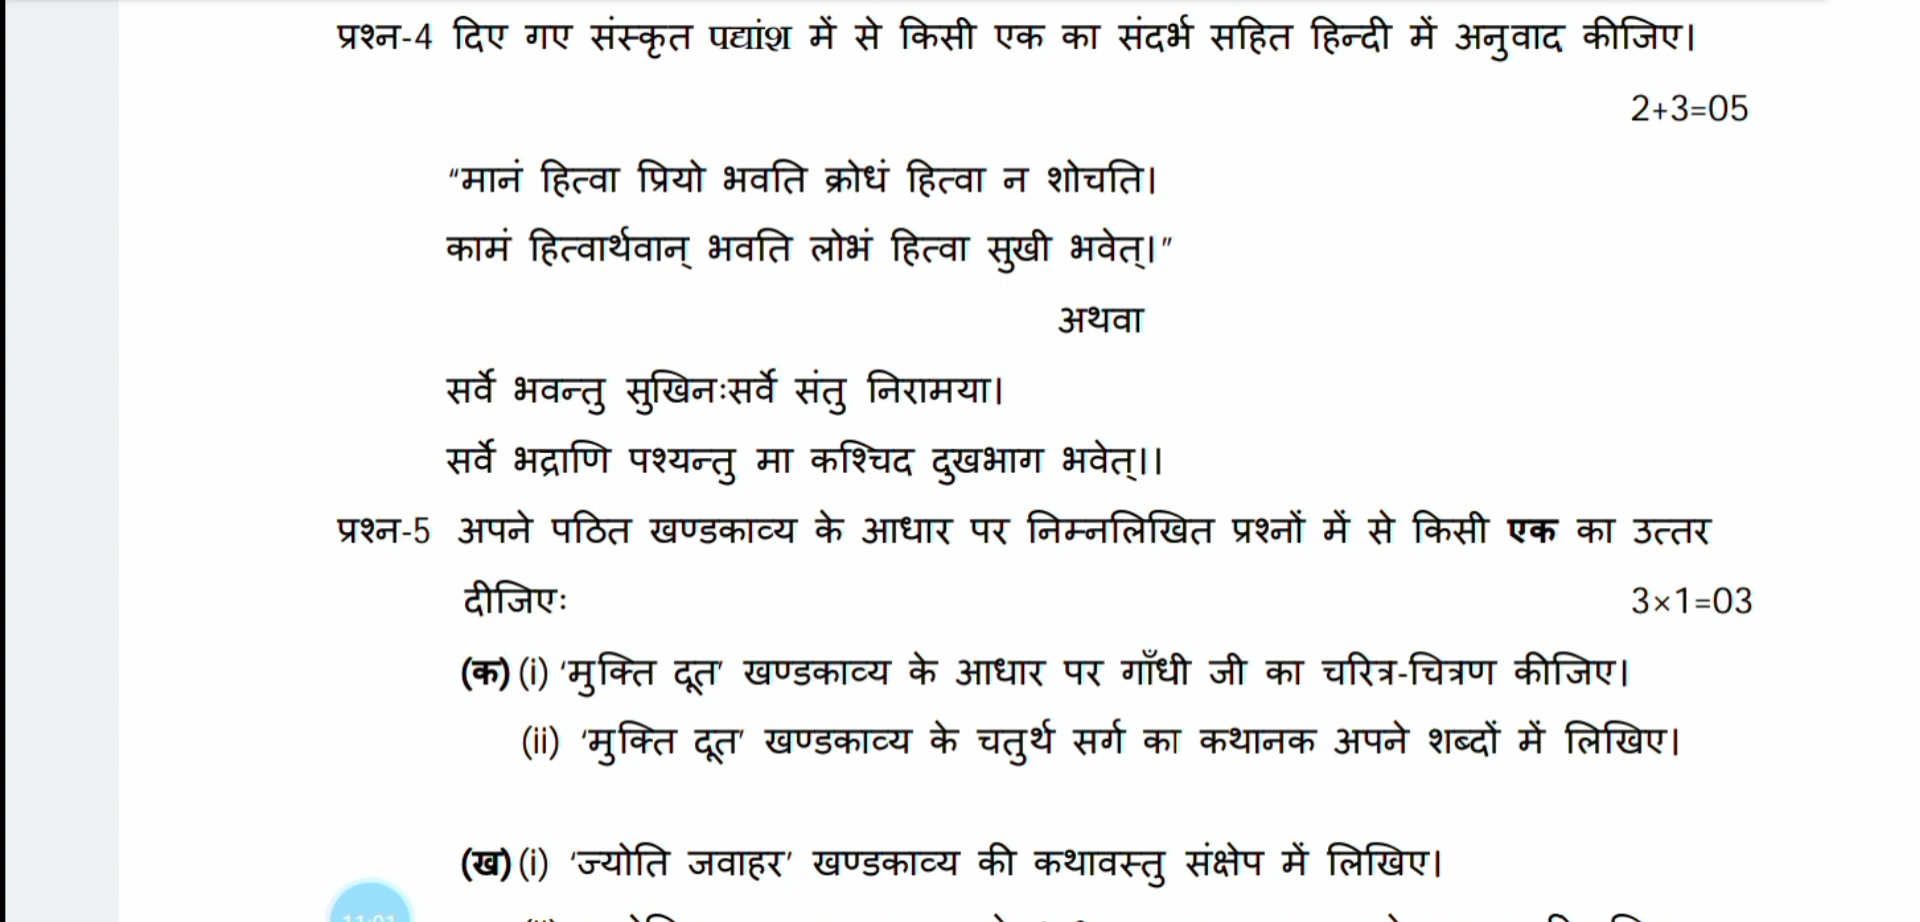 प्रश्न-4 दिए गए संस्कृत पद्यांश में से किसी एक का संदर्भ सहित हिन्दी में अनुवाद कीजिए।
2+3=05
“मानं हित्वा प्रियो भवति क्रोधं हित्वा न शोचति।
कामं हित्वार्थवान् भवति लोभं हित्वा सुखी भवेत्।”
अथवा
सर्वे भवन्तु सुखिनःसर्वे संतु निरामया।
सर्वे भद्राणि पश्यन्तु मा कश्चिद दुखभाग भवेत्।।
प्रश्न-5 अपने पठित खण्डकाव्य के आधार पर निम्नलिखित प्रश्नों में से किसी एक का उत्तर
दीजिएः 3×1=03
(क) (i) ‘मुक्ति दूत’ खण्डकाव्य के आधार पर गाँधी जी का चरित्र-चित्रण कीजिए।
(ii) ‘मुक्ति दूत’ खण्डकाव्य के चतुर्थ सर्ग का कथानक अपने शब्दों में लिखिए।
(ख) (i) ‘ज्योति जवाहर’ खण्डकाव्य की कथावस्तु संक्षेप में लिखिए।
11:01